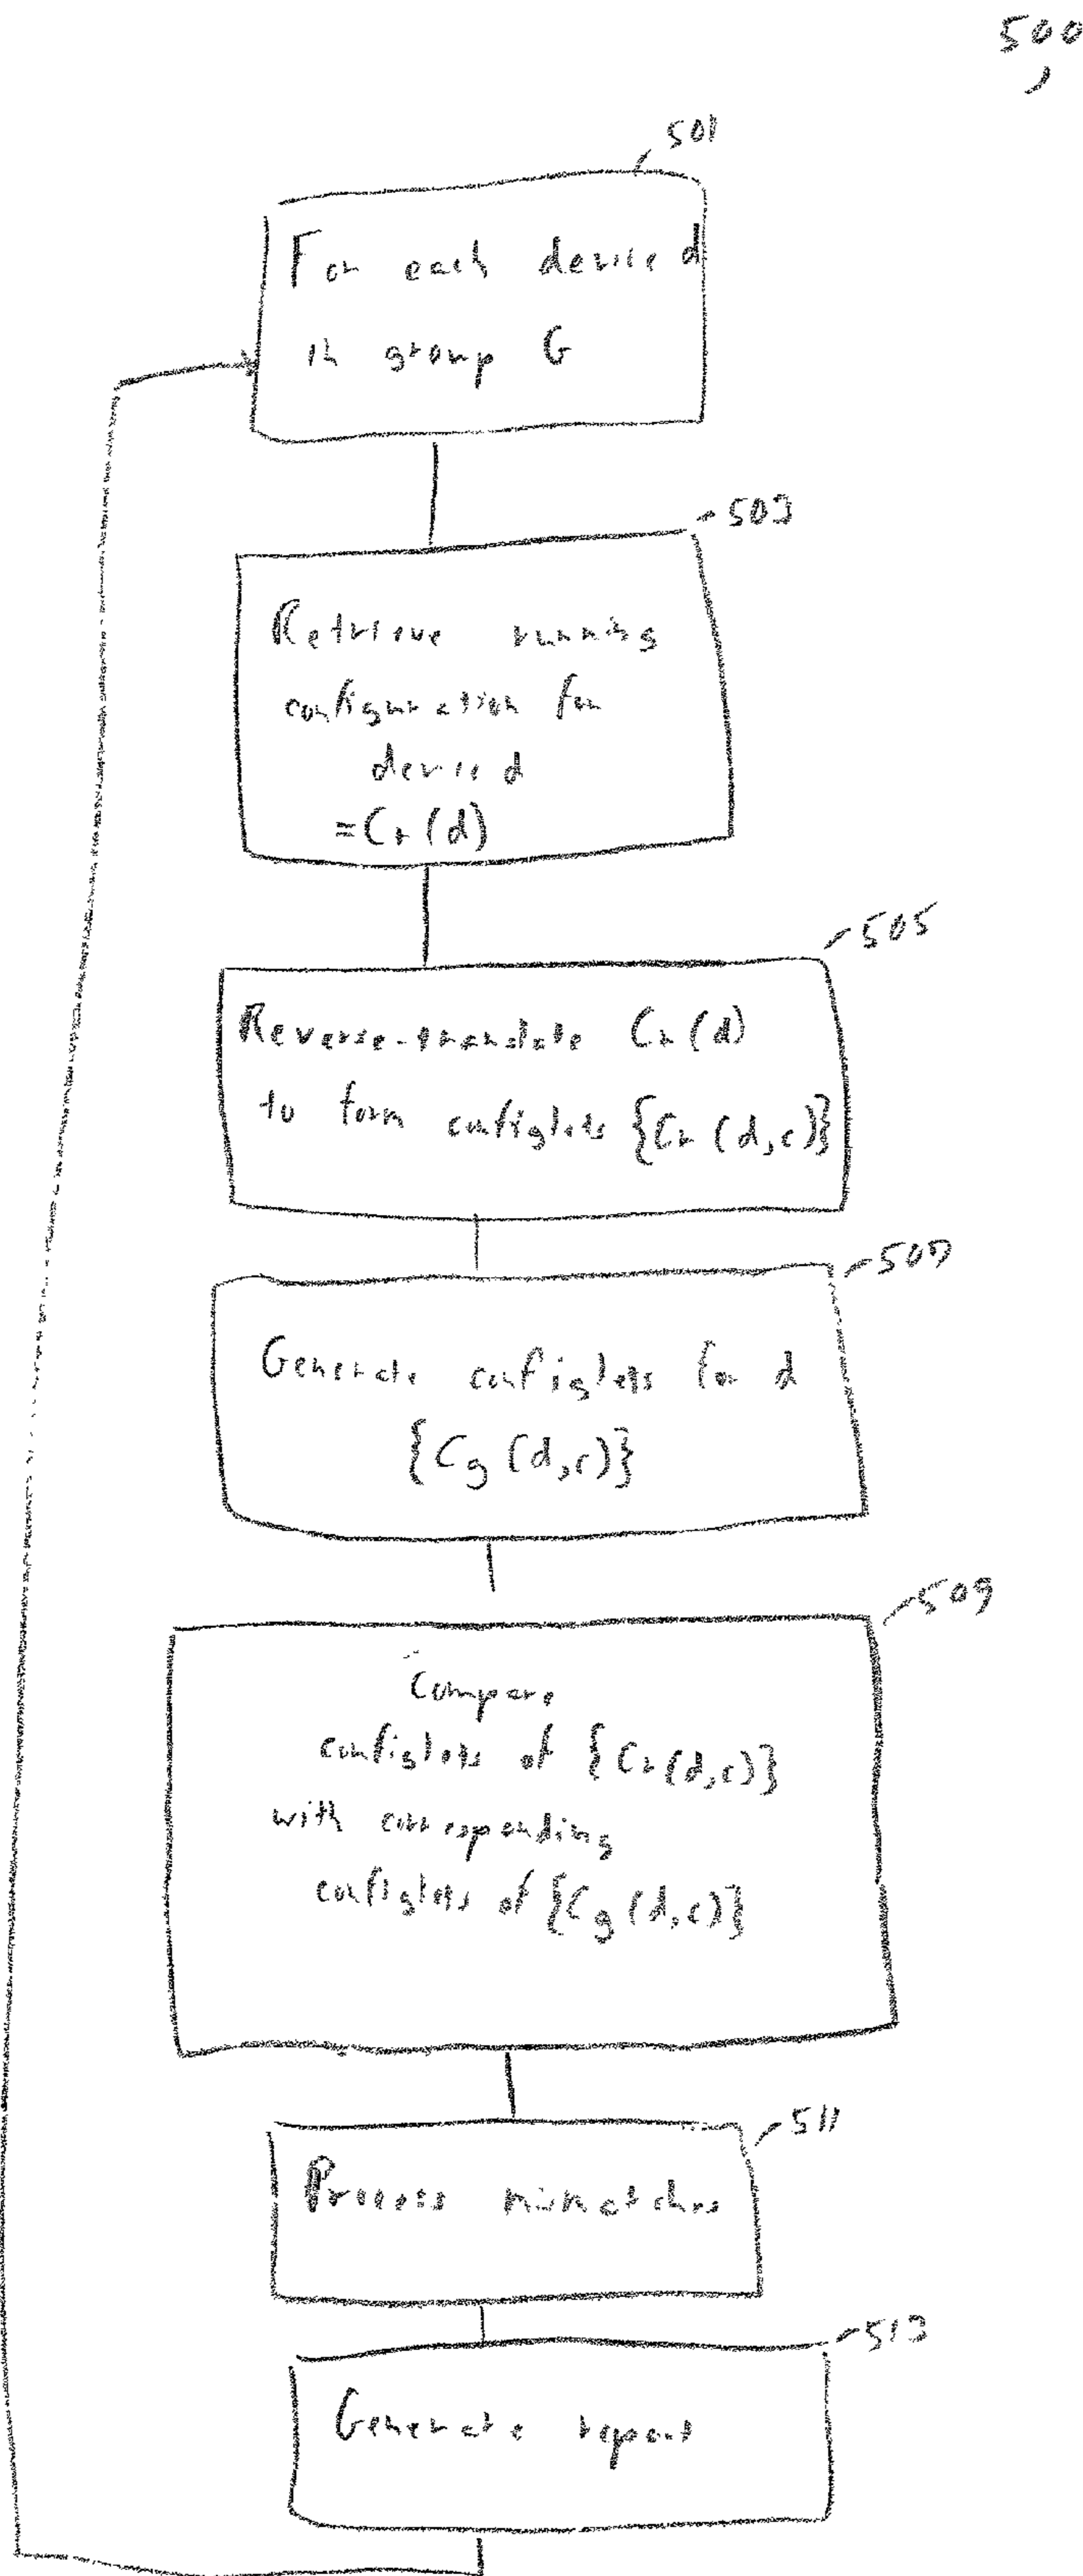 500
501
For each device d
in group G
503
Retrieve running
configuration for
device d
=Cr(d)
505
Reverse-translate Cr(d)
to form configlets {Cr(d,c)}
507
Generate configlets for d
{Cg(d,c)}
509
Compare
configlets of {Cr(d,c)}
with corresponding
configlets of {Cg(d,c)}
511
Process mismatches
513
Generate report